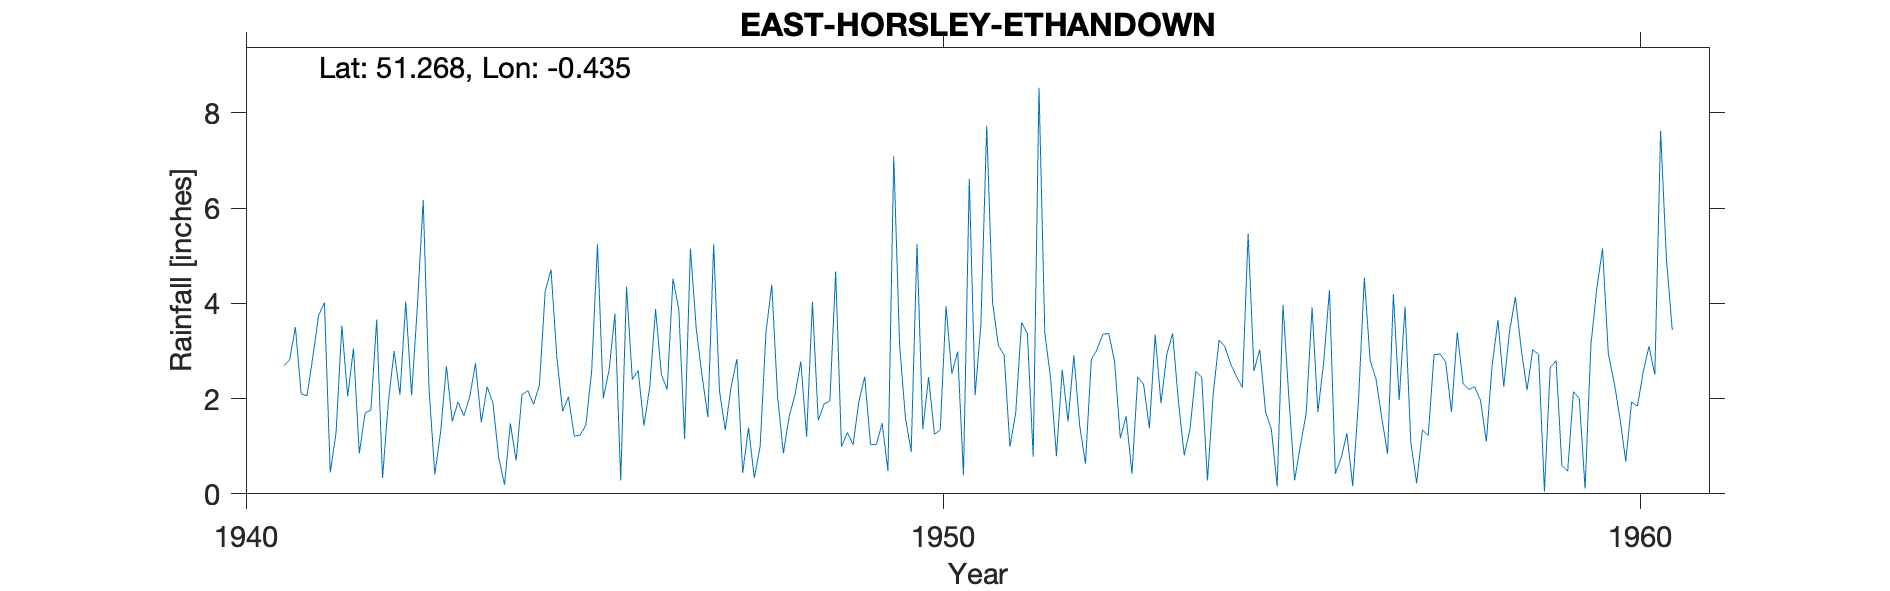 EAST-HORSLEY-ETHANDOWN
Lat: 51.268, Lon: -0.435
Rainfall [inches]
8
6
4
2
0
1940 1950 1960
Year